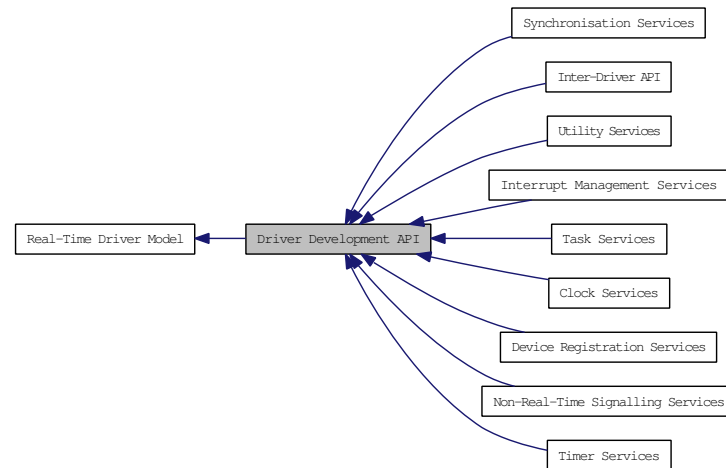 Synchronisation Services
Inter-Driver API
Utility Services
Interrupt Management Services
Real-Time Driver Model
Driver Development API
Task Services
Clock Services
Device Registration Services
Non-Real-Time Signalling Services
Timer Services